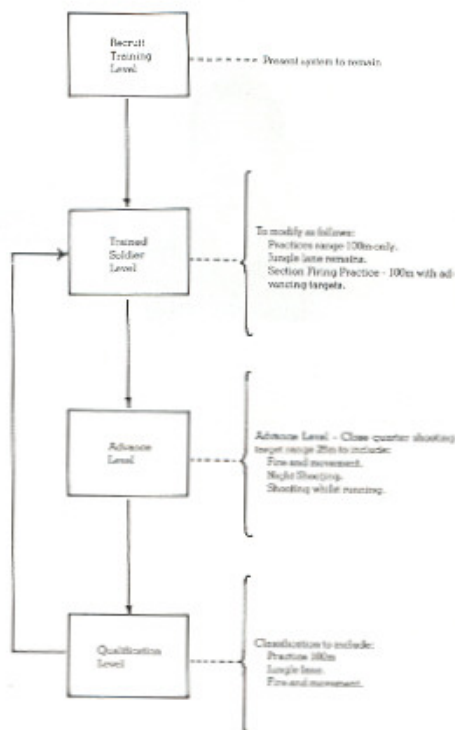 Recruit
Training
Level
Present system to remain
Trained
Soldier
Level
To modify as follows:
Practices range 100m only.
Jungle lane remains.
Section Firing Practice - 100m with ad-
vancing targets.
Advance
Level
Advance Level - Close quarter shooting
target range 25m to include:
Fire and movement.
Night Shooting.
Shooting whilst running.
Qualification
Level
Classification to include:
Practice 100m
Jungle lane.
Fire and movement.